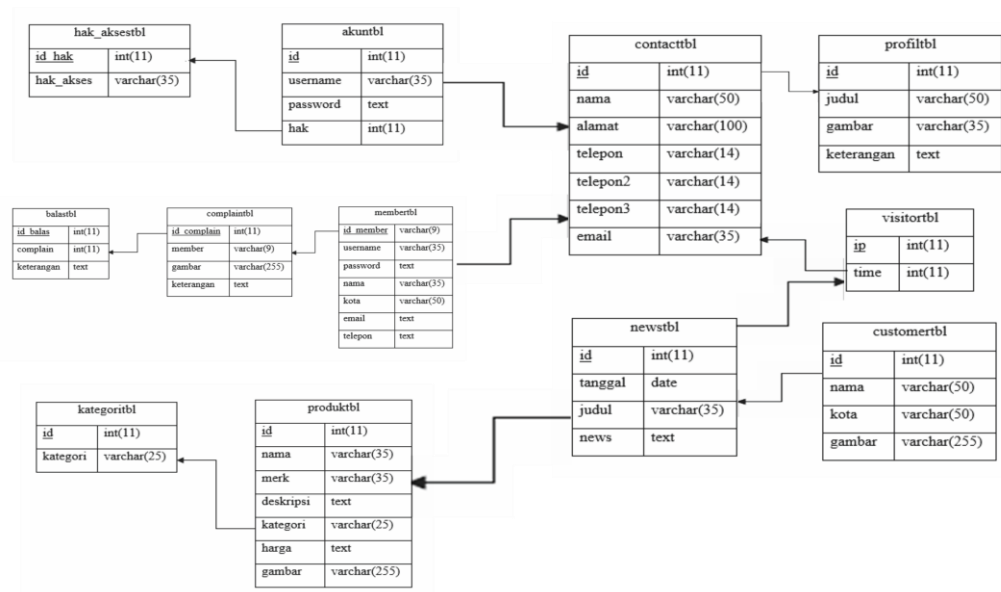 hak_aksestbl
id_hak int(11)
hak_akses varchar(35)
akuntbl
id int(11)
username varchar(35)
password text
hak int(11)
contacttbl
id int(11)
nama varchar(50)
alamat varchar(100)
telepon varchar(14)
telepon2 varchar(14)
telepon3 varchar(14)
email varchar(35)
profiltbl
id int(11)
judul varchar(50)
gambar varchar(35)
keterangan text
balastbl
id_balas int(11)
complain int(11)
keterangan text
complainttbl
id_complain int(11)
member varchar(9)
gambar varchar(255)
keterangan text
membertbl
id_member varchar(9)
username varchar(35)
password text
nama varchar(35)
kota varchar(50)
email text
telepon text
visitortbl
ip int(11)
time int(11)
newstbl
id int(11)
tanggal date
judul varchar(35)
news text
customertbl
id int(11)
nama varchar(50)
kota varchar(50)
gambar varchar(255)
kategoritbl
id int(11)
kategori varchar(25)
produktbl
id int(11)
nama varchar(35)
merk varchar(35)
deskripsi text
kategori varchar(25)
harga text
gambar varchar(255)